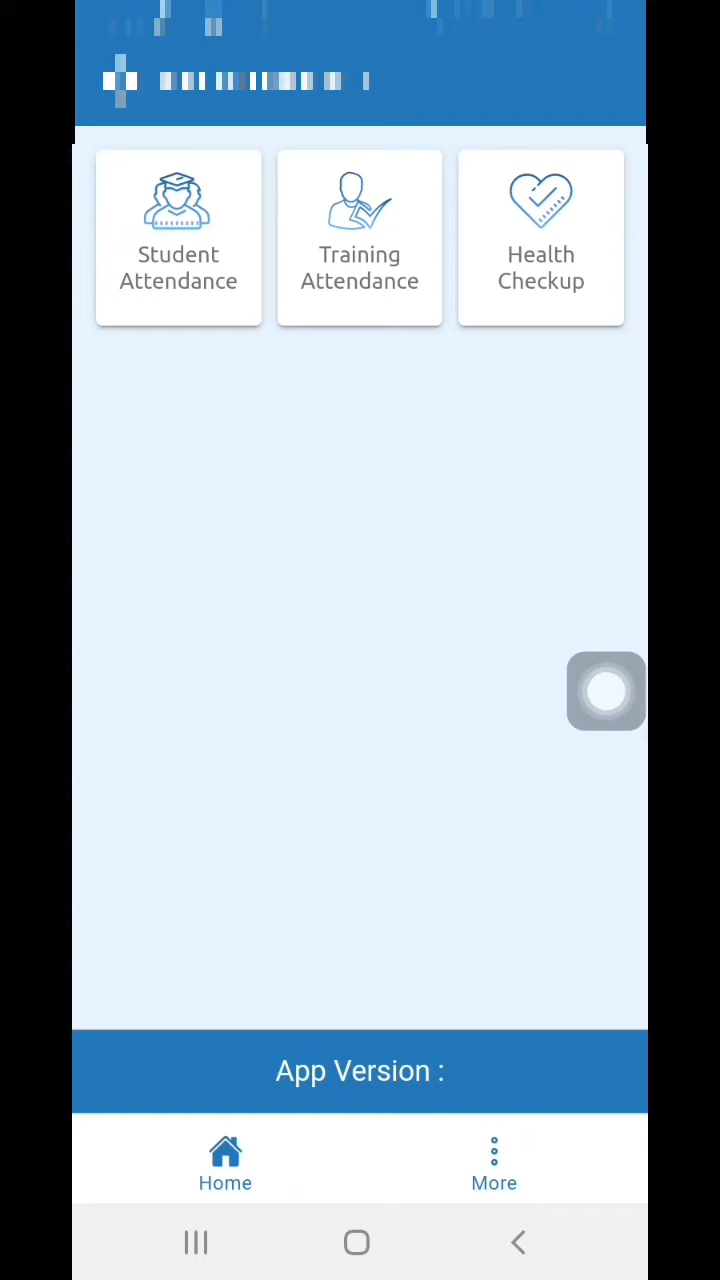 Student
Attendance
Training
Attendance
Health
Checkup
App Version :
Home
More